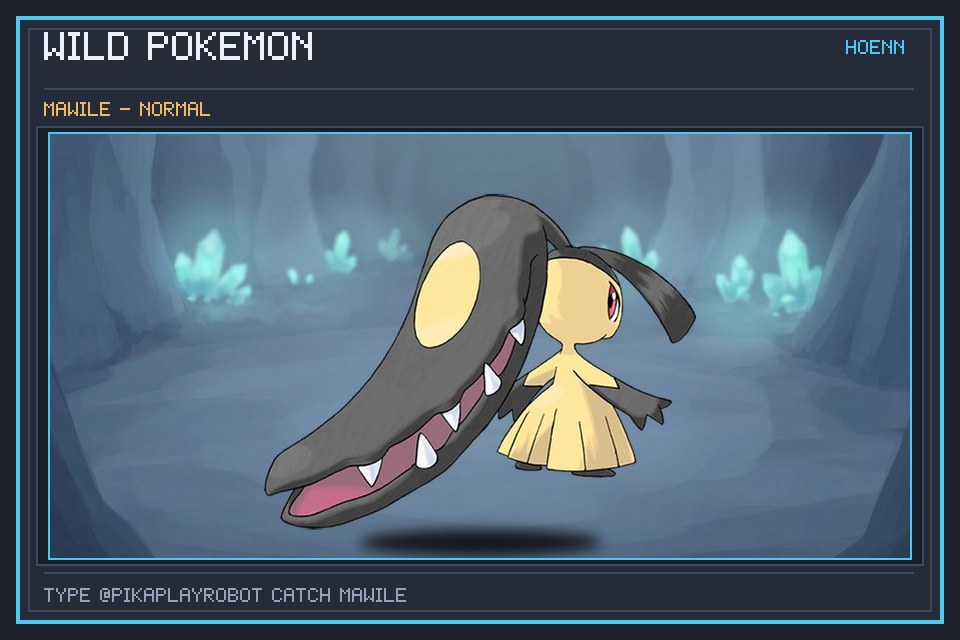 WILD POKEMON
HOENN
MAWILE - NORMAL
TYPE @PIKAPLAYROBOT CATCH MAWILE